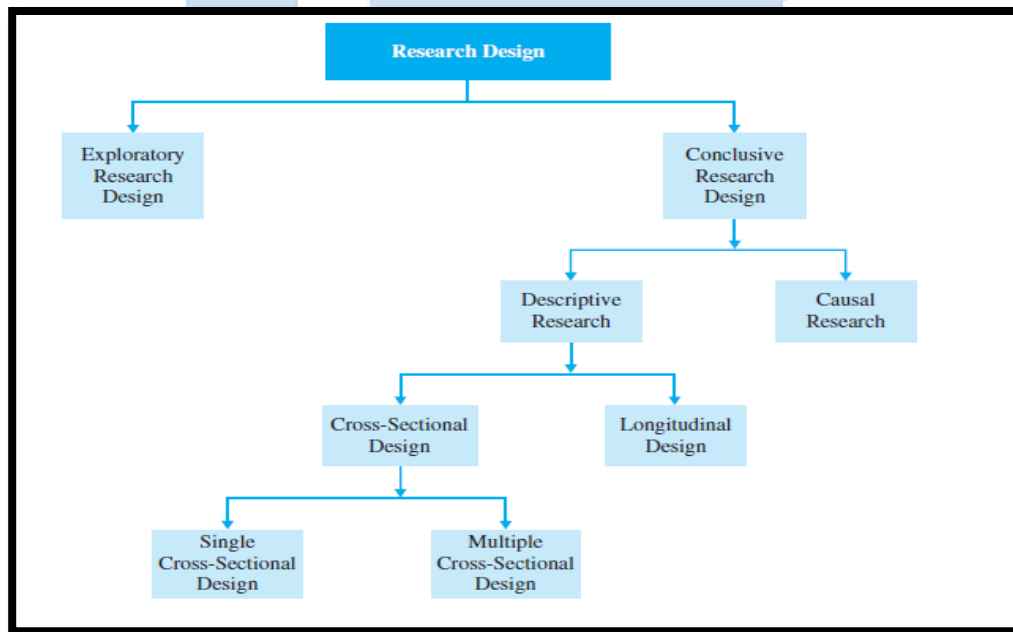 Research Design
Exploratory
Research
Design
Conclusive
Research
Design
Descriptive
Research
Causal
Research
Cross-Sectional
Design
Longitudinal
Design
Single
Cross-Sectional
Design
Multiple
Cross-Sectional
Design